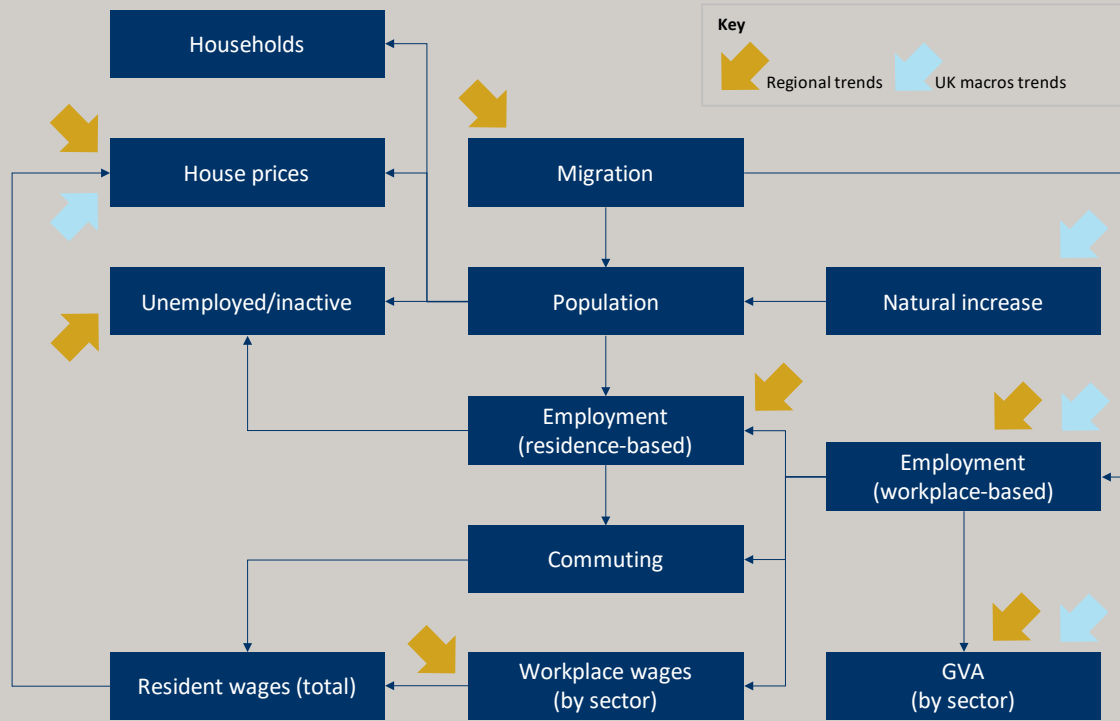 Key
Regional trends
UK macros trends
Households
House prices
Migration
Unemployed/inactive
Population
Natural increase
Employment
(residence-based)
Employment
(workplace-based)
Commuting
Resident wages (total)
Workplace wages
(by sector)
GVA
(by sector)